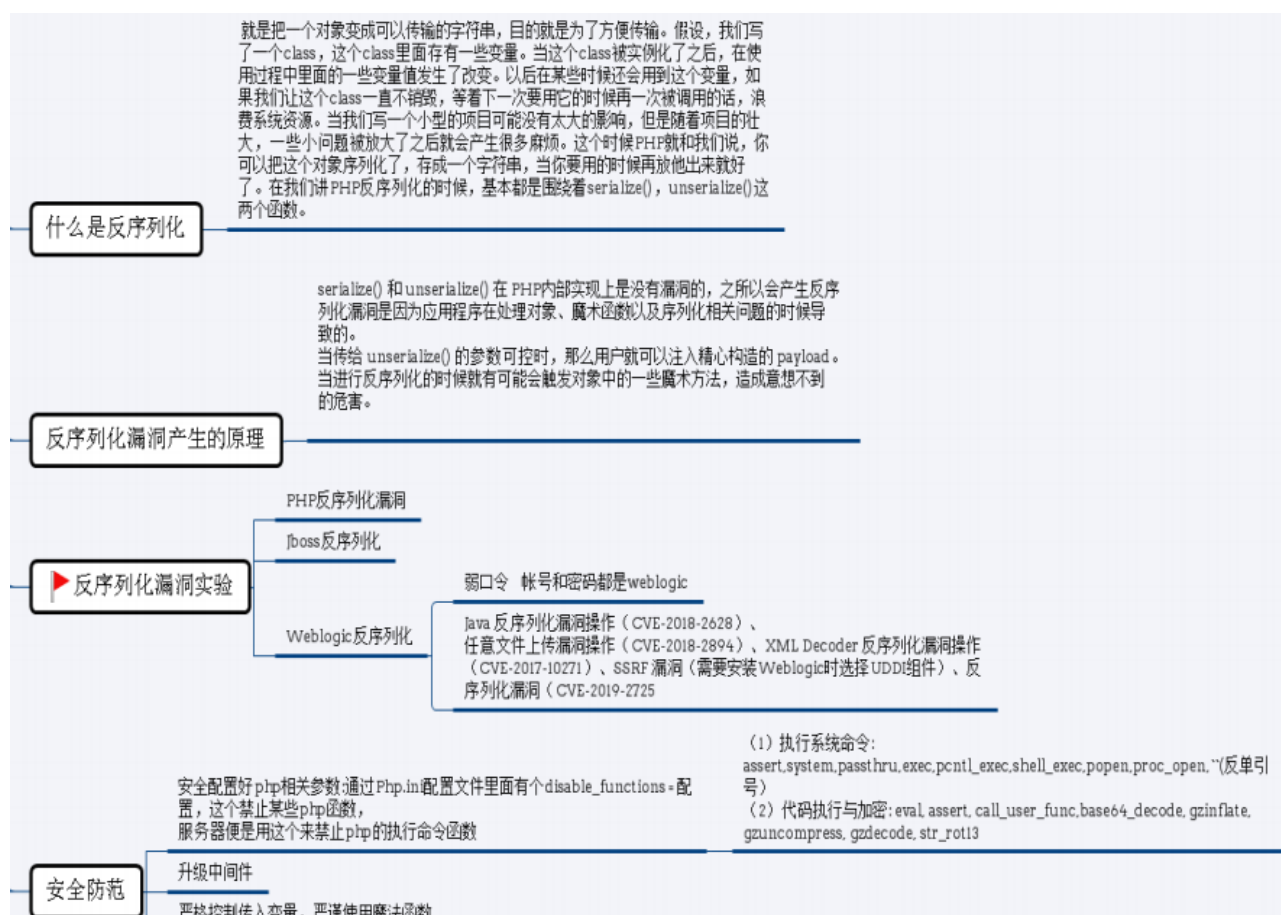 就是把一个对象变成可以传输的字符串，目的就是为了方便传输。假设，我们写
了一个class，这个class里面存有一些变量。当这个class被实例化了之后，在使
用过程中里面的一些变量值发生了改变。以后在某些时候还会用到这个变量，如
果我们让这个class一直不销毁，等着下一次要用它的时候再一次被调用的话，浪
费系统资源。当我们写一个小型的项目可能没有太大的影响，但是随着项目的壮
大，一些小问题被放大了之后就会产生很多麻烦。这个时候PHP就和我们说，你
可以把这个对象序列化了，存成一个字符串，当你要用的时候再放他出来就好
了。在我们讲PHP反序列化的时候，基本都是围绕着serialize()，unserialize()这
两个函数。
什么是反序列化
serialize() 和 unserialize() 在 PHP内部实现上是没有漏洞的，之所以会产生反序
列化漏洞是因为应用程序在处理对象、魔术函数以及序列化相关问题的时候导
致的。
当传给 unserialize() 的参数可控时，那么用户就可以注入精心构造的 payload。
当进行反序列化的时候就有可能会触发对象中的一些魔术方法，造成意想不到
的危害。
反序列化漏洞产生的原理
PHP反序列化漏洞
Jboss反序列化
反序列化漏洞实验
弱口令 帐号和密码都是weblogic
Weblogic反序列化
Java 反序列化漏洞操作（CVE-2018-2628）、
任意文件上传漏洞操作（CVE-2018-2894）、XML Decoder 反序列化漏洞操作
（CVE-2017-10271）、SSRF 漏洞（需要安装Weblogic时选择 UDDI组件）、反
序列化漏洞（CVE-2019-2725
安全配置好php相关参数:通过Php.ini配置文件里面有个disable_functions = 配
置，这个禁止某些php函数，
服务器便是用这个来禁止php的执行命令函数
（1）执行系统命令:
assert,system,passthru,exec,pcntl_exec,shell_exec,popen,proc_open,``(反单引
号）
（2）代码执行与加密: eval, assert, call_user_func,base64_decode, gzinflate,
gzuncompress, gzdecode, str_rot13
升级中间件
安全防范
严格控制传入变量，严谨使用魔法函数